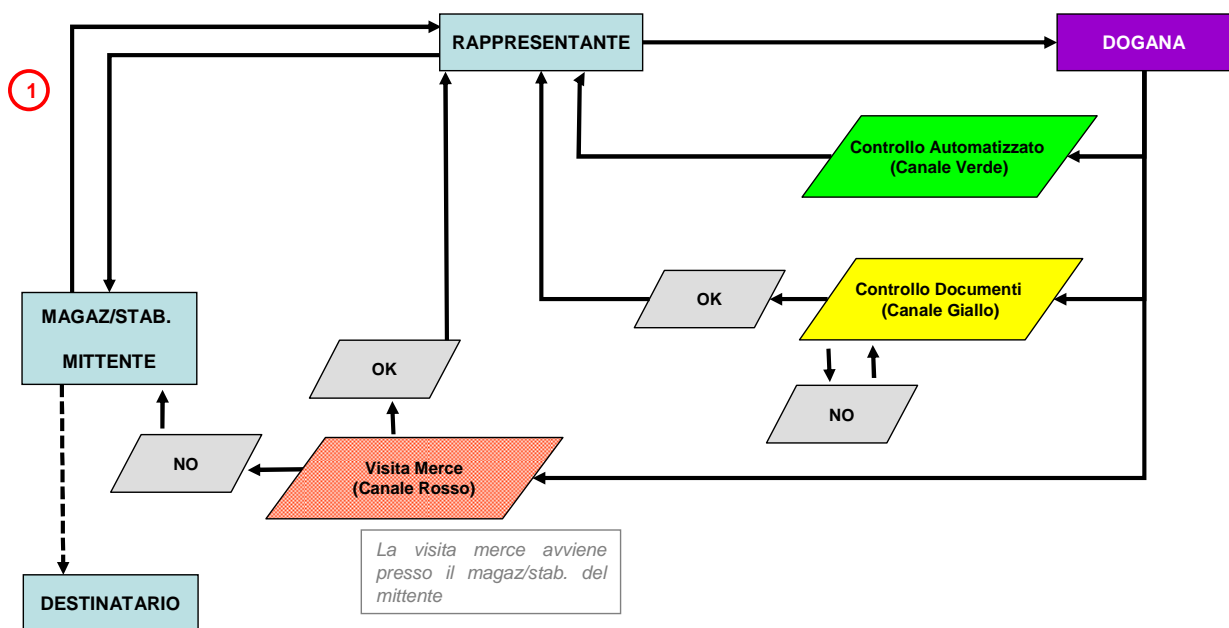 RAPPRESENTANTE
DOGANA
1
Controllo Automatizzato
(Canale Verde)
OK
Controllo Documenti
(Canale Giallo)
MAGAZ/STAB.
MITTENTE
OK
NO
NO
Visita Merce
(Canale Rosso)
La visita merce avviene
presso il magaz/stab. del
mittente
DESTINATARIO